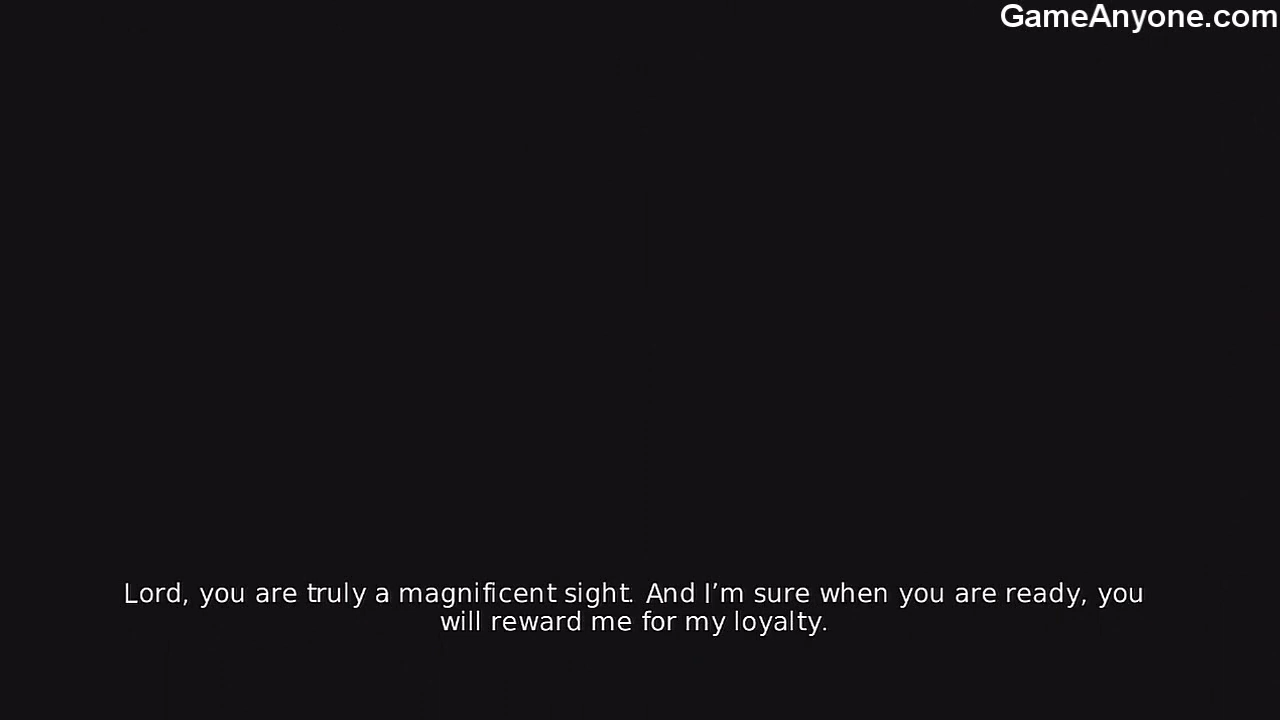 GameAnyone.com
Lord, you are truly a magnificent sight. And I’m sure when you are ready, you
will reward me for my loyalty.